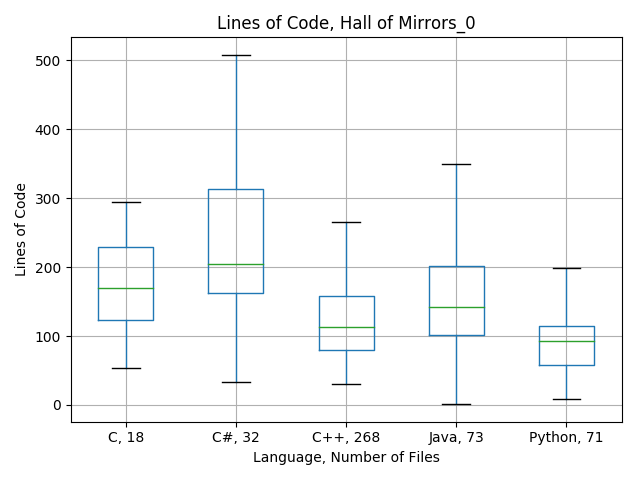 Lines of Code, Hall of Mirrors_0
500
400
300
200
100
0
Lines of Code
C, 18
C#, 32
C++, 268
Java, 73
Python, 71
Language, Number of Files